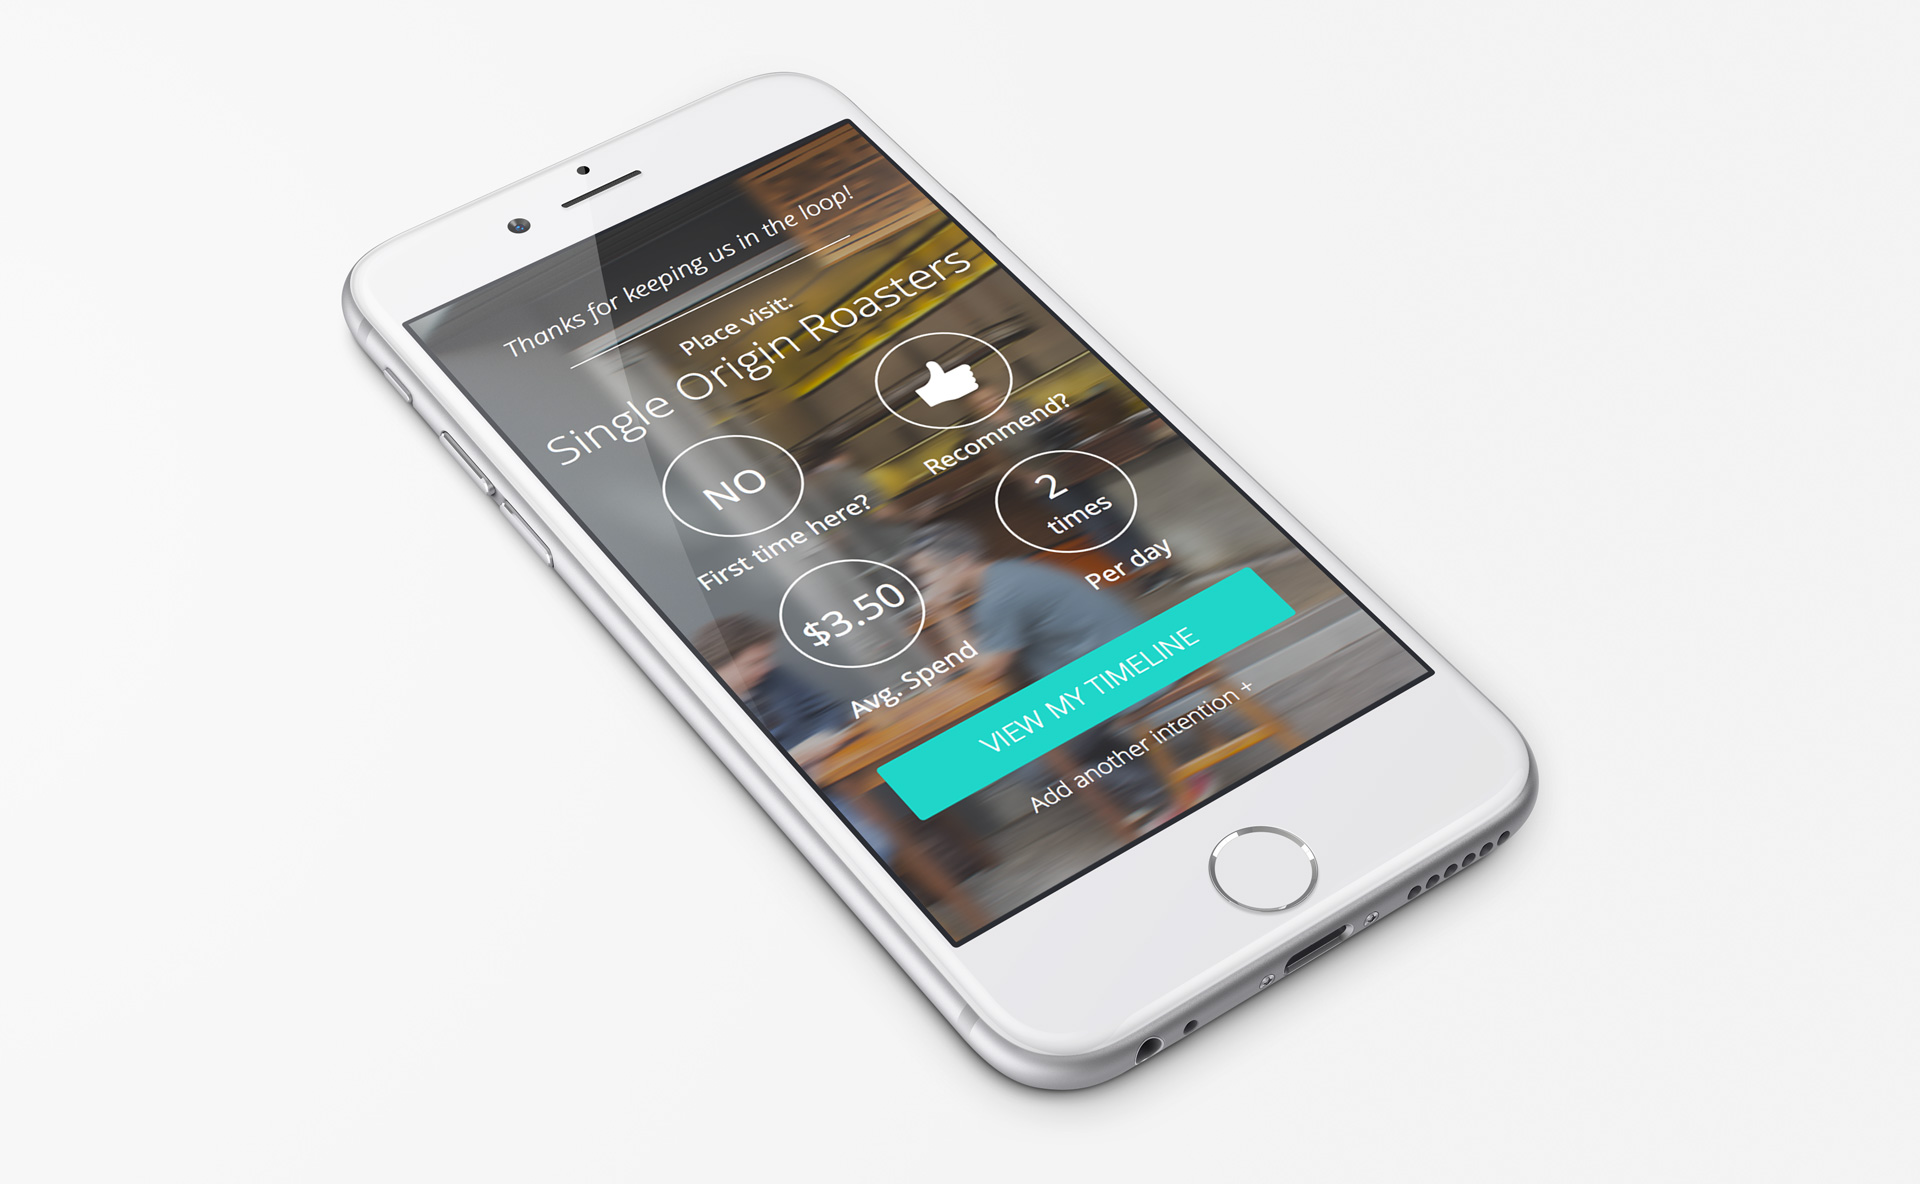 Thanks for keeping us in the loop!
Place visit:
Single Origin Roasters
NO
First time here?
Recommend?
$3.50
Avg. Spend
2
times
Per day
VIEW MY TIMELINE
Add another intention +